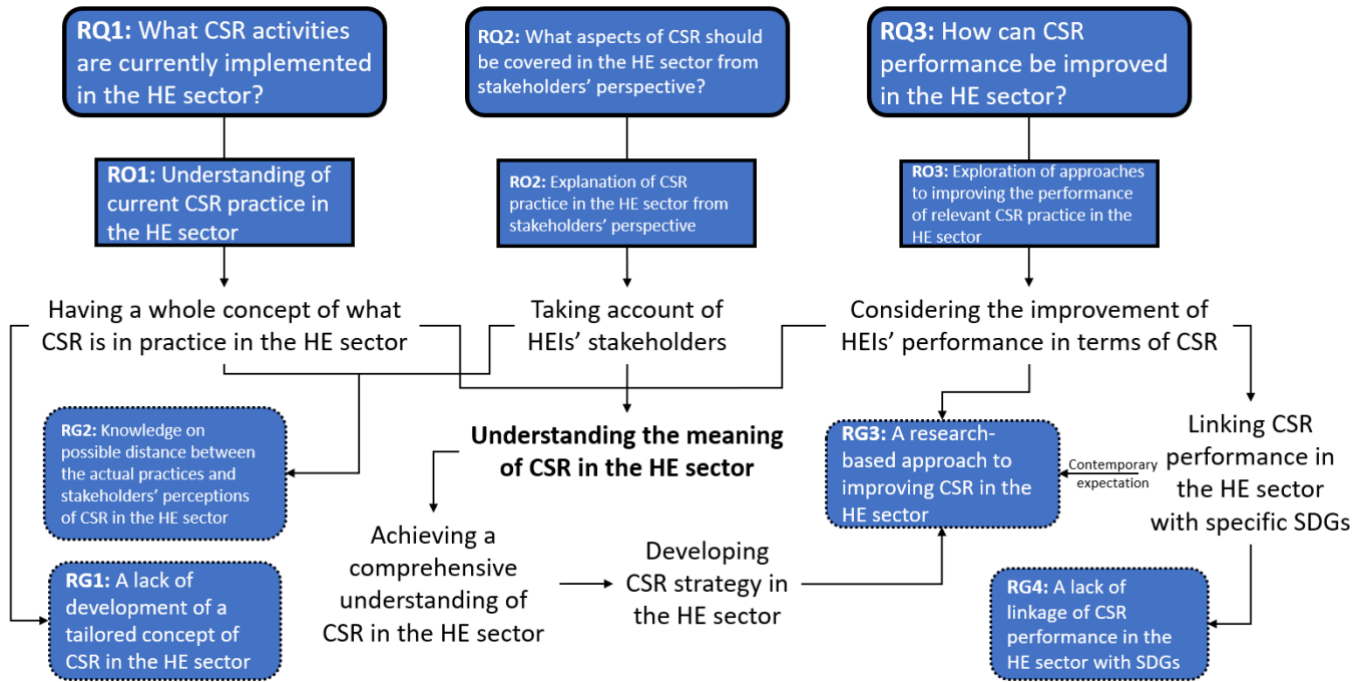 RQ1: What CSR activities
are currently implemented
in the HE sector?
RQ2: What aspects of CSR should
be covered in the HE sector from
stakeholders’ perspective?
RQ3: How can CSR
performance be improved
in the HE sector?
RO1: Understanding of
current CSR practice in
the HE sector
RO2: Explanation of CSR
practice in the HE sector from
stakeholders’ perspective
RO3: Exploration of approaches
to improving the performance
of relevant CSR practice in the
HE sector
Having a whole concept of what
CSR is in practice in the HE sector
Taking account of
HEIs’ stakeholders
Considering the improvement of
HEIs’ performance in terms of CSR
RG2: Knowledge on
possible distance between
the actual practices and
stakeholders’ perceptions
of CSR in the HE sector
Understanding the meaning
of CSR in the HE sector
RG3: A research-
based approach to
improving CSR in the
HE sector
Contemporary
expectation
Linking CSR
performance in
the HE sector
with specific SDGs
RG1: A lack of
development of a
tailored concept of
CSR in the HE sector
Achieving a
comprehensive
understanding of
CSR in the HE sector
Developing
CSR strategy in
the HE sector
RG4: A lack of
linkage of CSR
performance in the
HE sector with SDGs